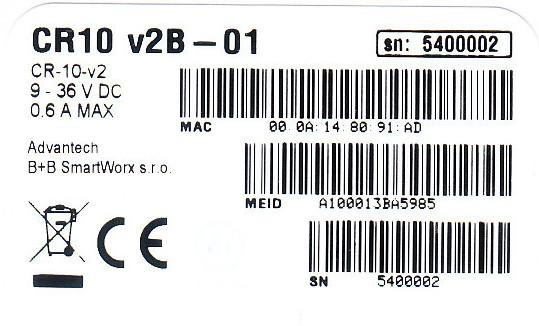 CR10 v2B-01
sn: 5400002
CR-10-v2
9 - 36 V DC
0.6 A MAX
MAC 00:0A:14:80:91:AD
Advantech
B+B SmartWorx s.r.o.
MEID A100013BA5985
CE
SN 5400002